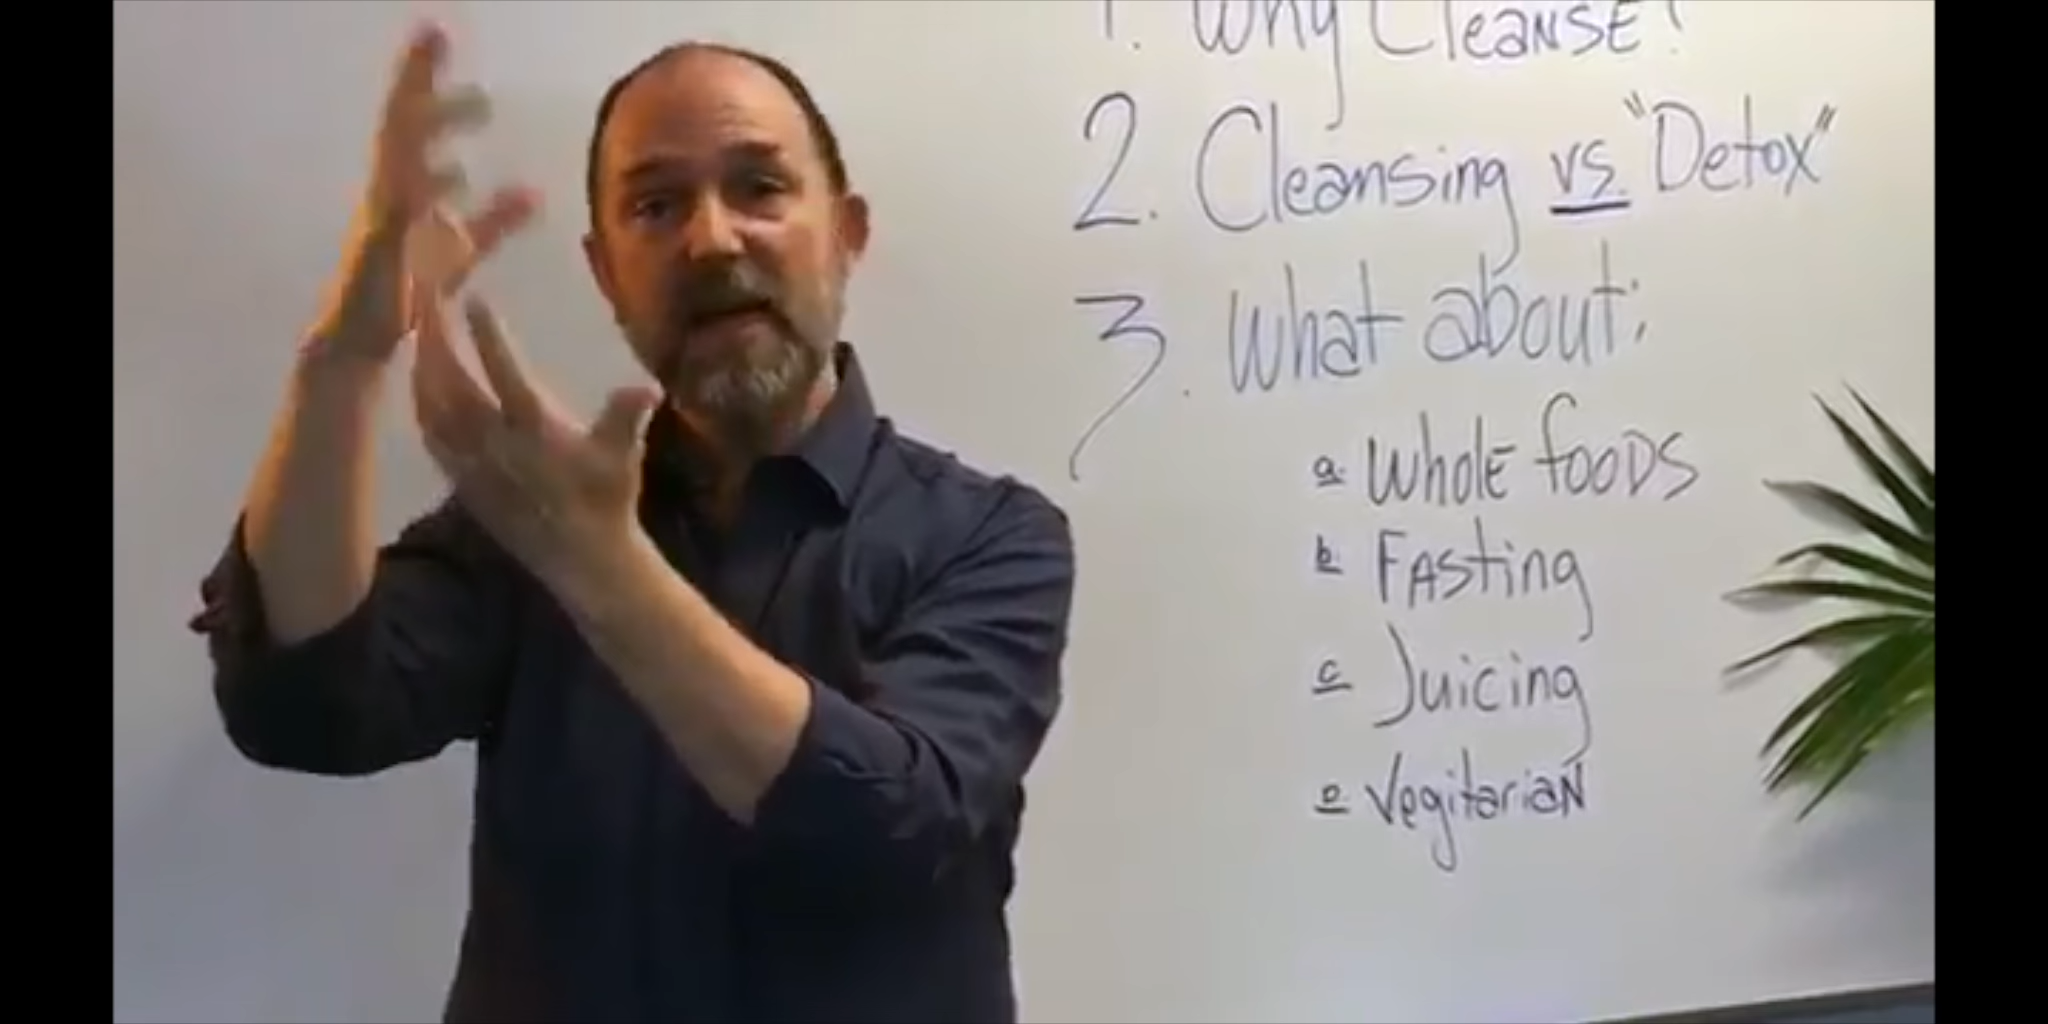 1. Why Cleanse?
2. Cleansing vs. "Detox"
3. What about:
a. Whole foods
b. Fasting
c Juicing
o Vegitarian